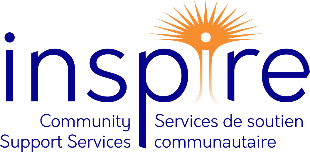 inspire
Community Support Services
Services de soutien communautaire